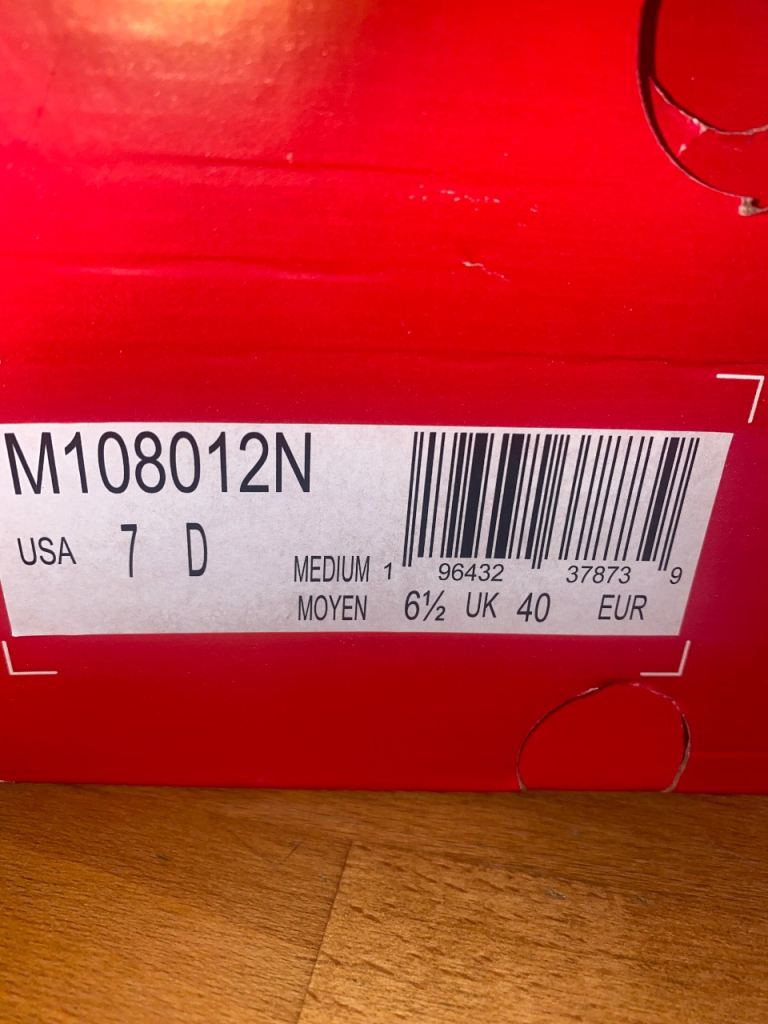 M108012N
USA 7 D
MEDIUM 1 96432 37873 9
MOYEN 6½ UK 40 EUR